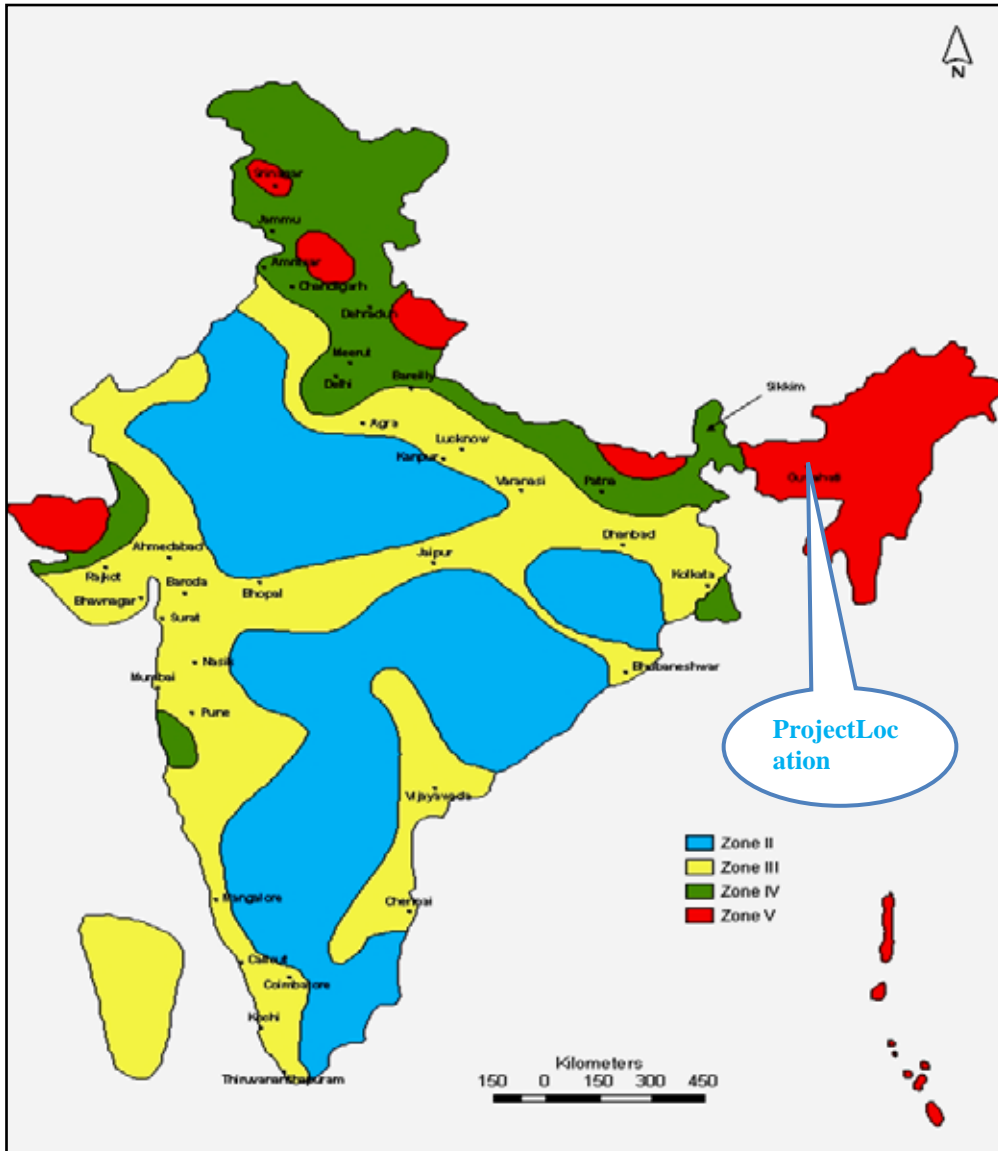 N
Srinagar
Jammu
Amritsar
Chandigarh
Dehradun
Meerut
Delhi
Bareilly
Sikkim
Agra
Lucknow
Kanpur
Guwahati
Varanasi
Patna
Dhanbad
Ahmedabad
Jaipur
Rajkot
Baroda
Bhopal
Kolkata
Bhavnagar
Surat
Nasik
Bhubaneshwar
Mumbai
Pune
ProjectLoc
ation
Vijayawada
Zone II
Zone III
Zone IV
Zone V
Mangalore
Chennai
Calicut
Coimbatore
Kochi
Thiruvananthapuram
Kilometers
150 0 150 300 450